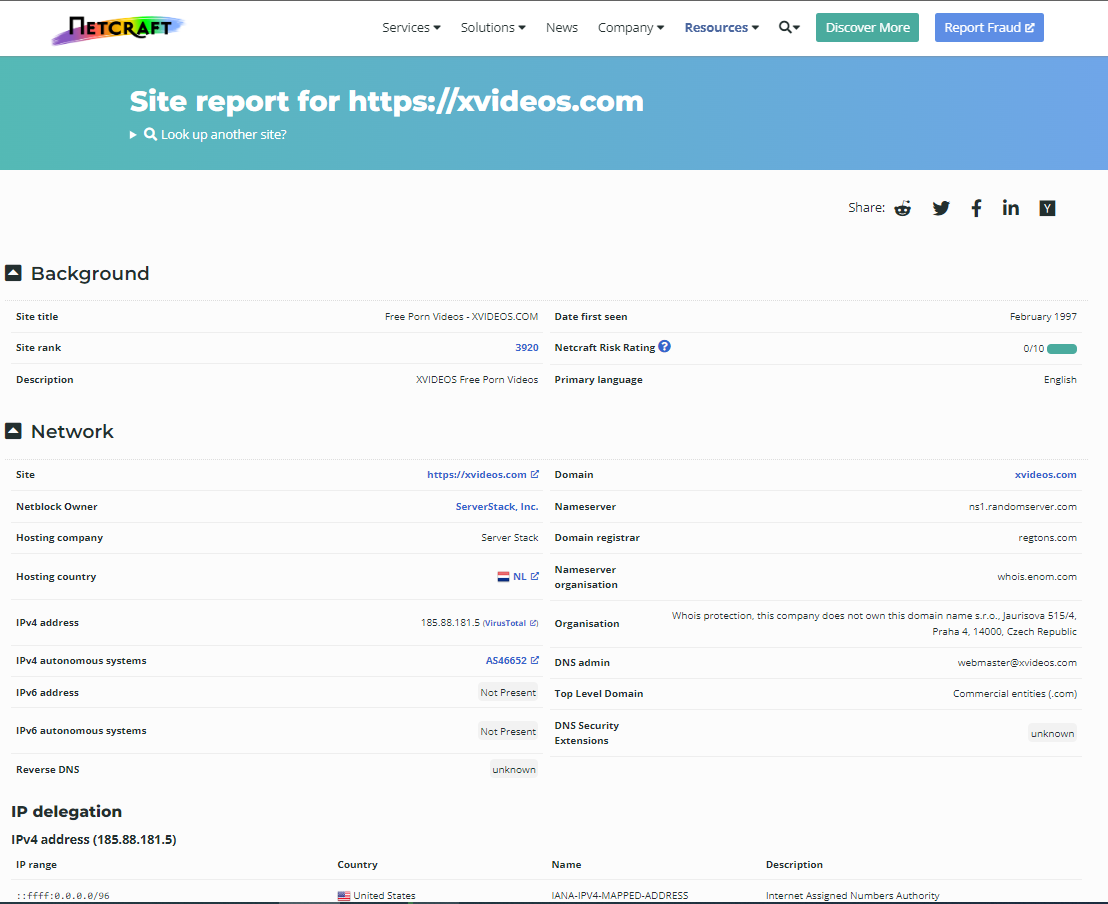 NETCRAFT
Services Solutions News Company Resources Discover More Report Fraud
Site report for https://xvideos.com
Look up another site?
Share:
Background
Site title Free Porn Videos - XVIDEOS.COM Date first seen February 1997
Site rank 3920 Netcraft Risk Rating ? 0/10
Description XVIDEOS Free Porn Videos Primary language English
Network
Site https://xvideos.com Domain xvideos.com
Netblock Owner ServerStack, Inc. Nameserver ns1.randomserver.com
Hosting company Server Stack Domain registrar regtons.com
Hosting country NL Nameserver organisation whois.enom.com
IPv4 address 185.88.181.5 (VirusTotal) Organisation Whois protection, this company does not own this domain name s.r.o., Jaurisova 515/4,
Praha 4, 14000, Czech Republic
IPv4 autonomous systems AS46652 DNS admin webmaster@xvideos.com
IPv6 address Not Present Top Level Domain Commercial entities (.com)
IPv6 autonomous systems Not Present DNS Security Extensions unknown
Reverse DNS unknown
IP delegation
IPv4 address (185.88.181.5)
IP range Country Name Description
::ffff:0.0.0.0/96 United States IANA-IPV4-MAPPED-ADDRESS Internet Assigned Numbers Authority